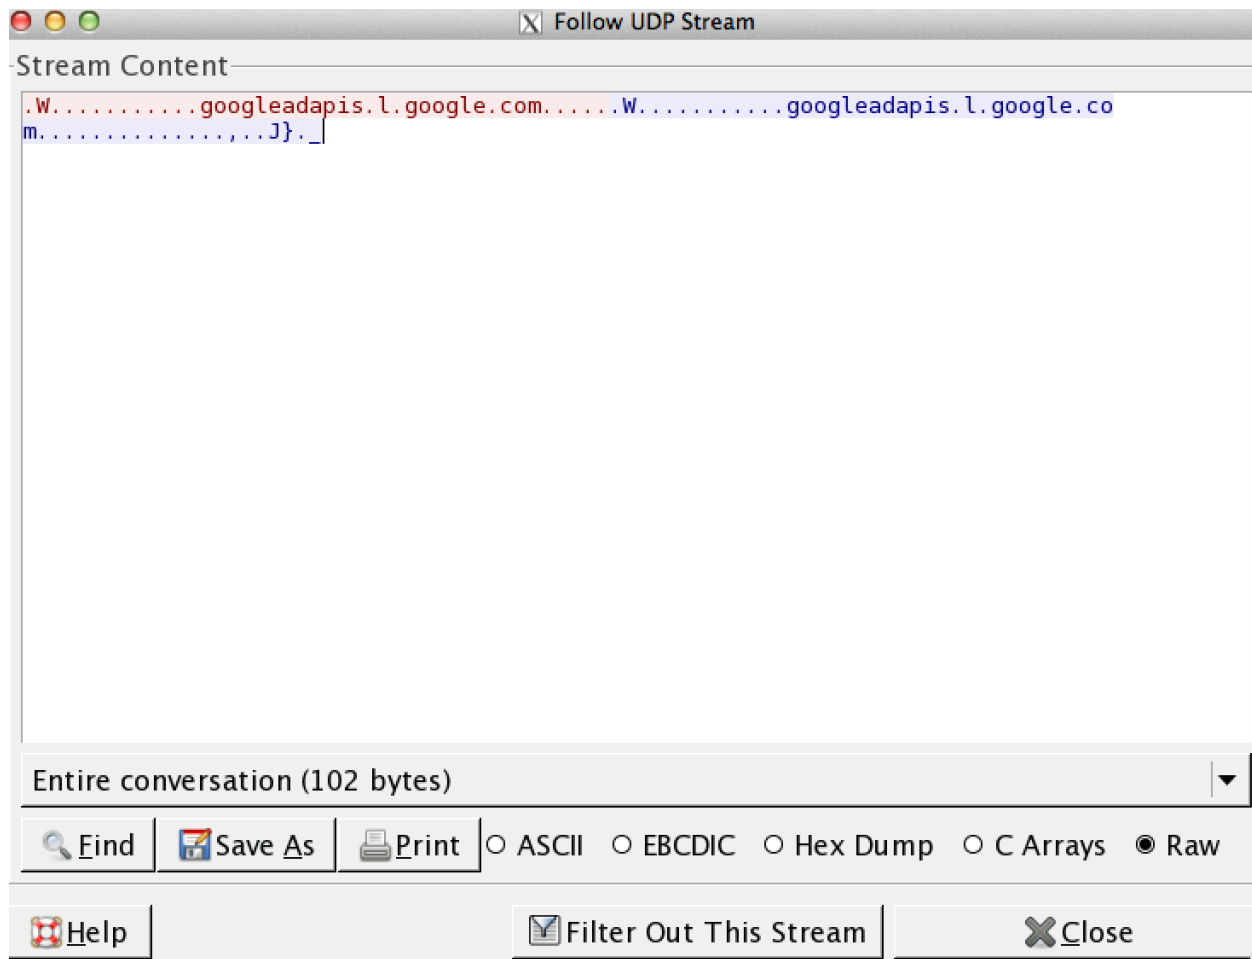 X Follow UDP Stream
Stream Content
.W...........googleadapis.l.google.com......W...........googleadapis.l.google.co
m..............,..J}._
Entire conversation (102 bytes)
Find Save As Print ASCII EBCDIC Hex Dump C Arrays Raw
Help Filter Out This Stream Close